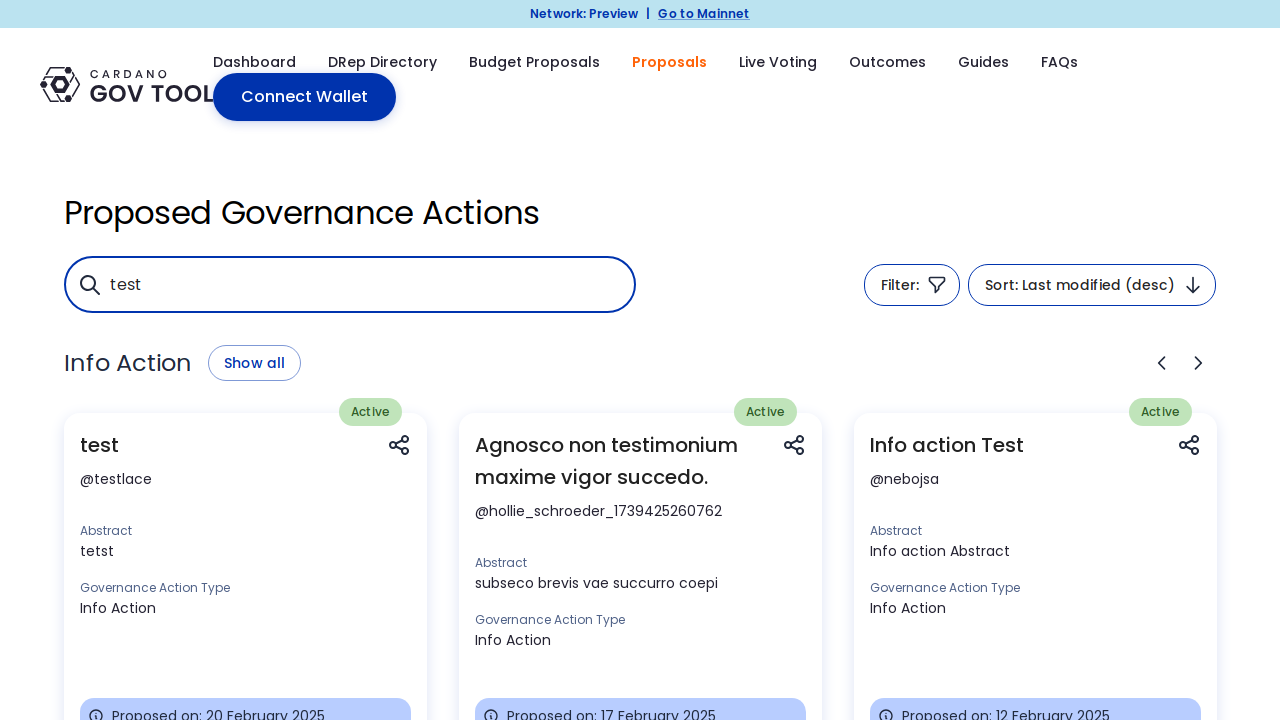 Network: Preview | Go to Mainnet
CARDANO
GOV TOOL
Dashboard DRep Directory Budget Proposals Proposals Live Voting Outcomes Guides FAQs
Connect Wallet
Proposed Governance Actions
test
Filter:
Sort: Last modified (desc)
Info Action
Show all
Active
test
@testlace
Abstract
tetst
Governance Action Type
Info Action
Proposed on: 20 February 2025
Active
Agnosco non testimonium
maxime vigor succedo.
@hollie_schroeder_1739425260762
Abstract
subseco brevis vae succurro coepi
Governance Action Type
Info Action
Proposed on: 17 February 2025
Active
Info action Test
@nebojsa
Abstract
Info action Abstract
Governance Action Type
Info Action
Proposed on: 12 February 2025